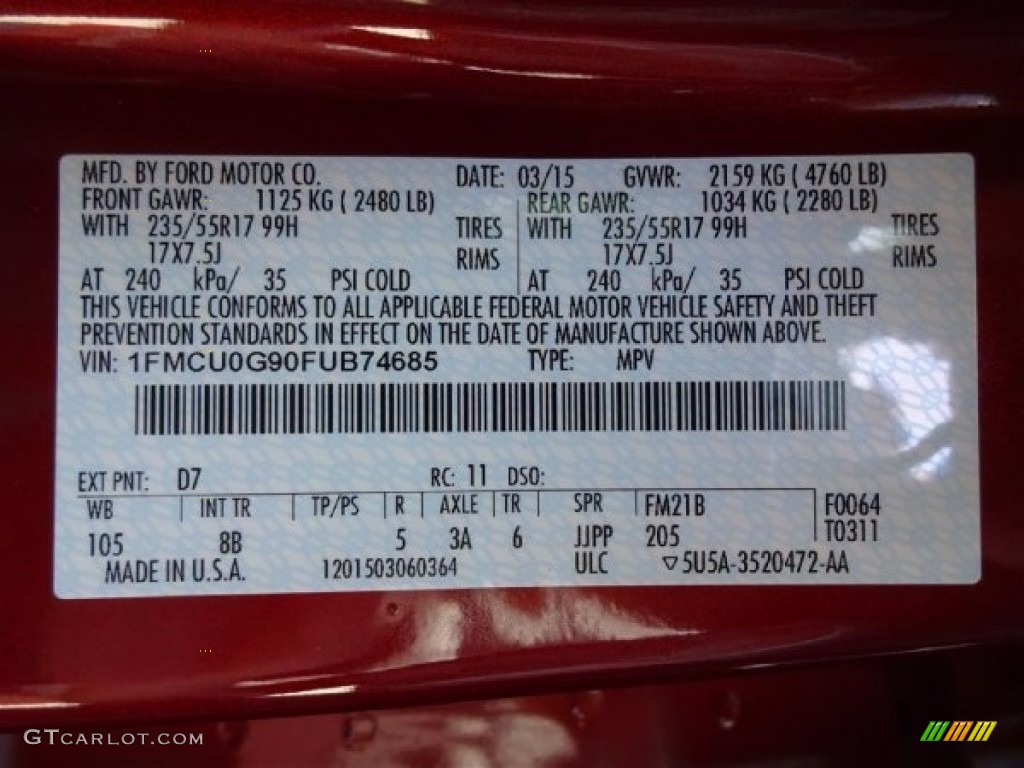 MFD. BY FORD MOTOR CO. DATE: 03/15 GVWR: 2159 KG ( 4760 LB)
FRONT GAWR: 1125 KG ( 2480 LB) REAR GAWR: 1034 KG ( 2280 LB)
WITH 235/55R17 99H TIRES WITH 235/55R17 99H TIRES
17X7.5J RIMS 17X7.5J RIMS
AT 240 kPa/ 35 PSI COLD AT 240 kPa/ 35 PSI COLD
THIS VEHICLE CONFORMS TO ALL APPLICABLE FEDERAL MOTOR VEHICLE SAFETY AND THEFT
PREVENTION STANDARDS IN EFFECT ON THE DATE OF MANUFACTURE SHOWN ABOVE.
VIN: 1FMCU0G90FUB74685 TYPE: MPV
EXT PNT: D7 RC: 11 DSO:
WB INT TR TP/PS R AXLE TR SPR FM21B F0064
105 8B 5 3A 6 JJPP 205 T0311
MADE IN U.S.A. 1201503060364 ULC ▽5U5A-3520472-AA
GTCARLOT.COM